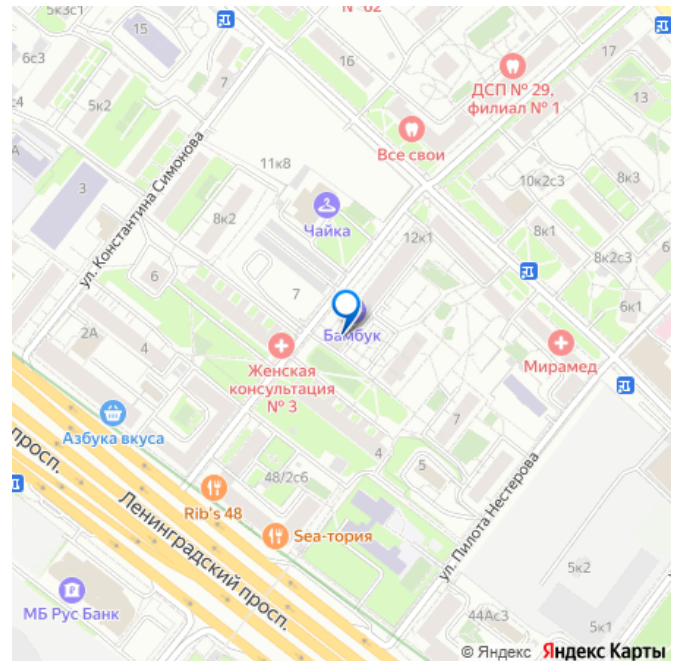 5к3с1
№ 62
6с3
7
16
17
ДСП № 29,
филиал № 1
15
5к2
13
Все свои
11к8
3
ул. Константина Симонова
10к2с3
8к3
8к2
Чайка
12к1
8к1
8к2с3
6
7
6к1
Бамбук
2А
4
Женская
консультация
№ 3
Мирамед
Азбука вкуса
7
4
5
просп.
48/2с6
Rib's 48
Sea-тория
ул. Пилота Нестерова
Ленинградский просп.
5к2
МБ Рус Банк
44Ас3
5к1
© Яндекс Яндекс Карты